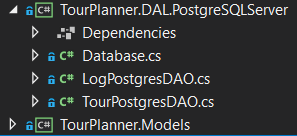 C# TourPlanner.DAL.PostgreSQLServer
Dependencies
C# Database.cs
C# LogPostgresDAO.cs
C# TourPostgresDAO.cs
C# TourPlanner.Models